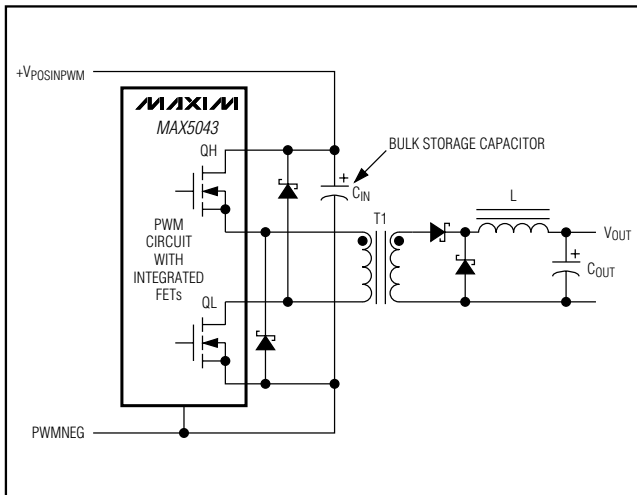 +VPOSINPWM
MAXIM
MAX5043
QH
PWM
CIRCUIT
WITH
INTEGRATED
FETs
QL
BULK STORAGE CAPACITOR
+
CIN
T1
L
VOUT
+
COUT
PWMNEG